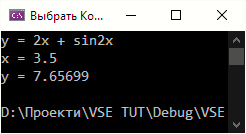 Выбрать Ко...
y = 2x + sin2x
x = 3.5
y = 7.65699
D:\Проекти\VSE TUT\Debug\VSE